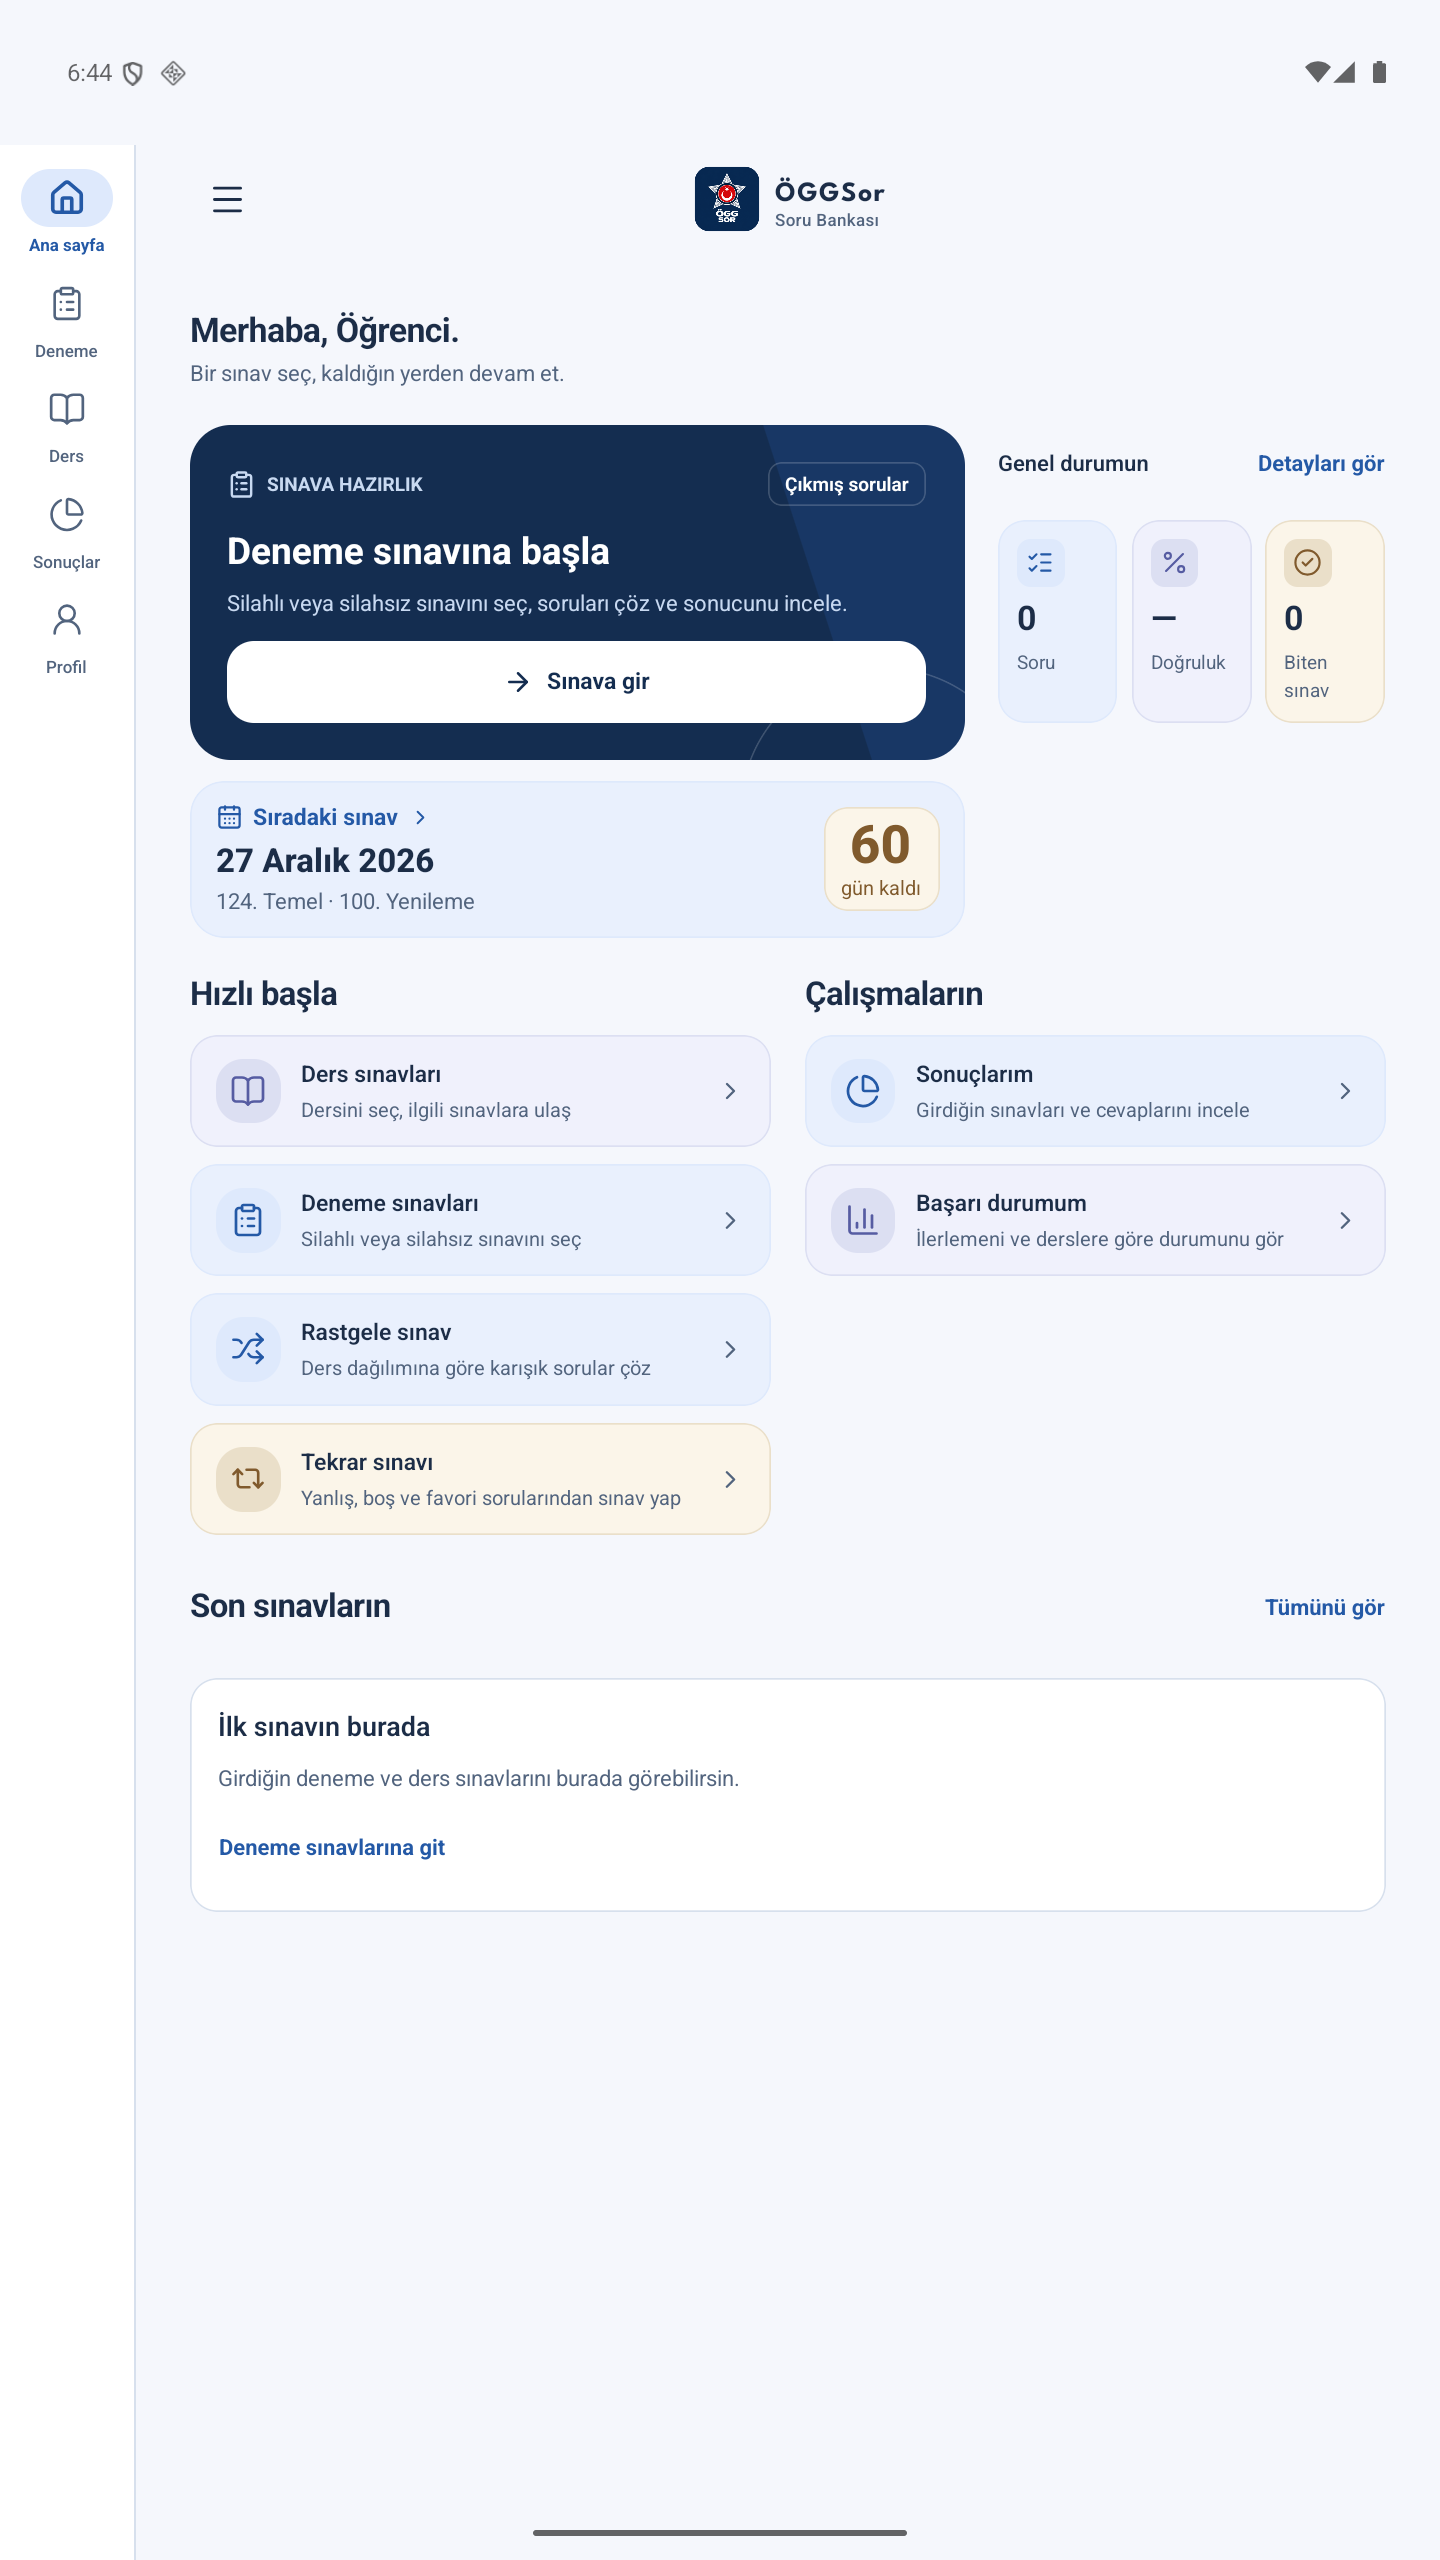 6:44
ÖGG
SOR
ÖGGSor
Soru Bankası
Ana sayfa
Deneme
Ders
Sonuçlar
Profil
Merhaba, Öğrenci.
Bir sınav seç, kaldığın yerden devam et.
SINAVA HAZIRLIK
Çıkmış sorular
Deneme sınavına başla
Silahlı veya silahsız sınavını seç, soruları çöz ve sonucunu incele.
Sınava gir
Genel durumun
Detayları gör
0
Soru
—
Doğruluk
0
Biten
sınav
Sıradaki sınav
27 Aralık 2026
124. Temel · 100. Yenileme
60
gün kaldı
Hızlı başla
Ders sınavları
Dersini seç, ilgili sınavlara ulaş
Deneme sınavları
Silahlı veya silahsız sınavını seç
Rastgele sınav
Ders dağılımına göre karışık sorular çöz
Tekrar sınavı
Yanlış, boş ve favori sorularından sınav yap
Çalışmaların
Sonuçlarım
Girdiğin sınavları ve cevaplarını incele
Başarı durumum
İlerlemeni ve derslere göre durumunu gör
Son sınavların
Tümünü gör
İlk sınavın burada
Girdiğin deneme ve ders sınavlarını burada görebilirsin.
Deneme sınavlarına git